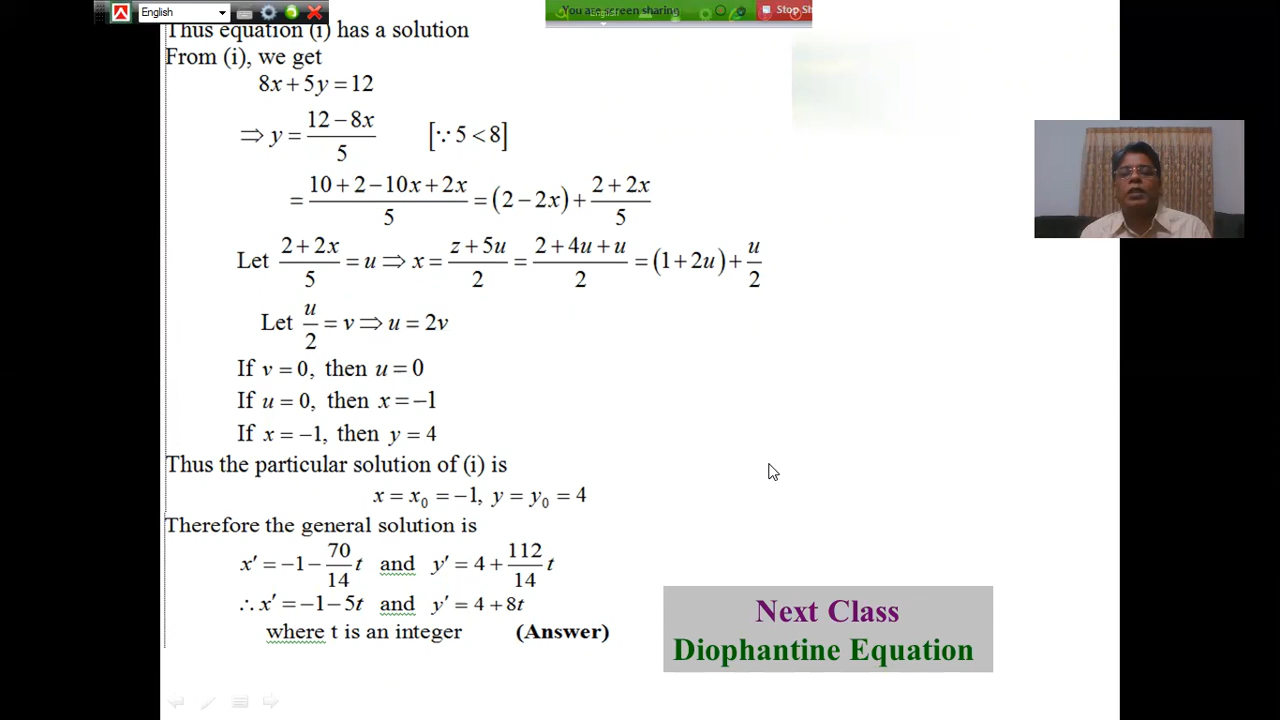 English
You are screen sharing
Stop Sh
Thus equation (i) has a solution
From (i), we get
8x + 5y = 12
⇒ y = (12 − 8x)/5 [∵ 5 < 8]
= (10 + 2 − 10x + 2x)/5 = (2 − 2x) + (2 + 2x)/5
Let (2 + 2x)/5 = u ⇒ x = (z + 5u)/2 = (2 + 4u + u)/2 = (1 + 2u) + u/2
Let u/2 = v ⇒ u = 2v
If v = 0, then u = 0
If u = 0, then x = −1
If x = −1, then y = 4
Thus the particular solution of (i) is
x = x₀ = −1, y = y₀ = 4
Therefore the general solution is
x′ = −1 − 70/14 t and y′ = 4 + 112/14 t
∴ x′ = −1 − 5t and y′ = 4 + 8t
where t is an integer (Answer)
Next Class
Diophantine Equation